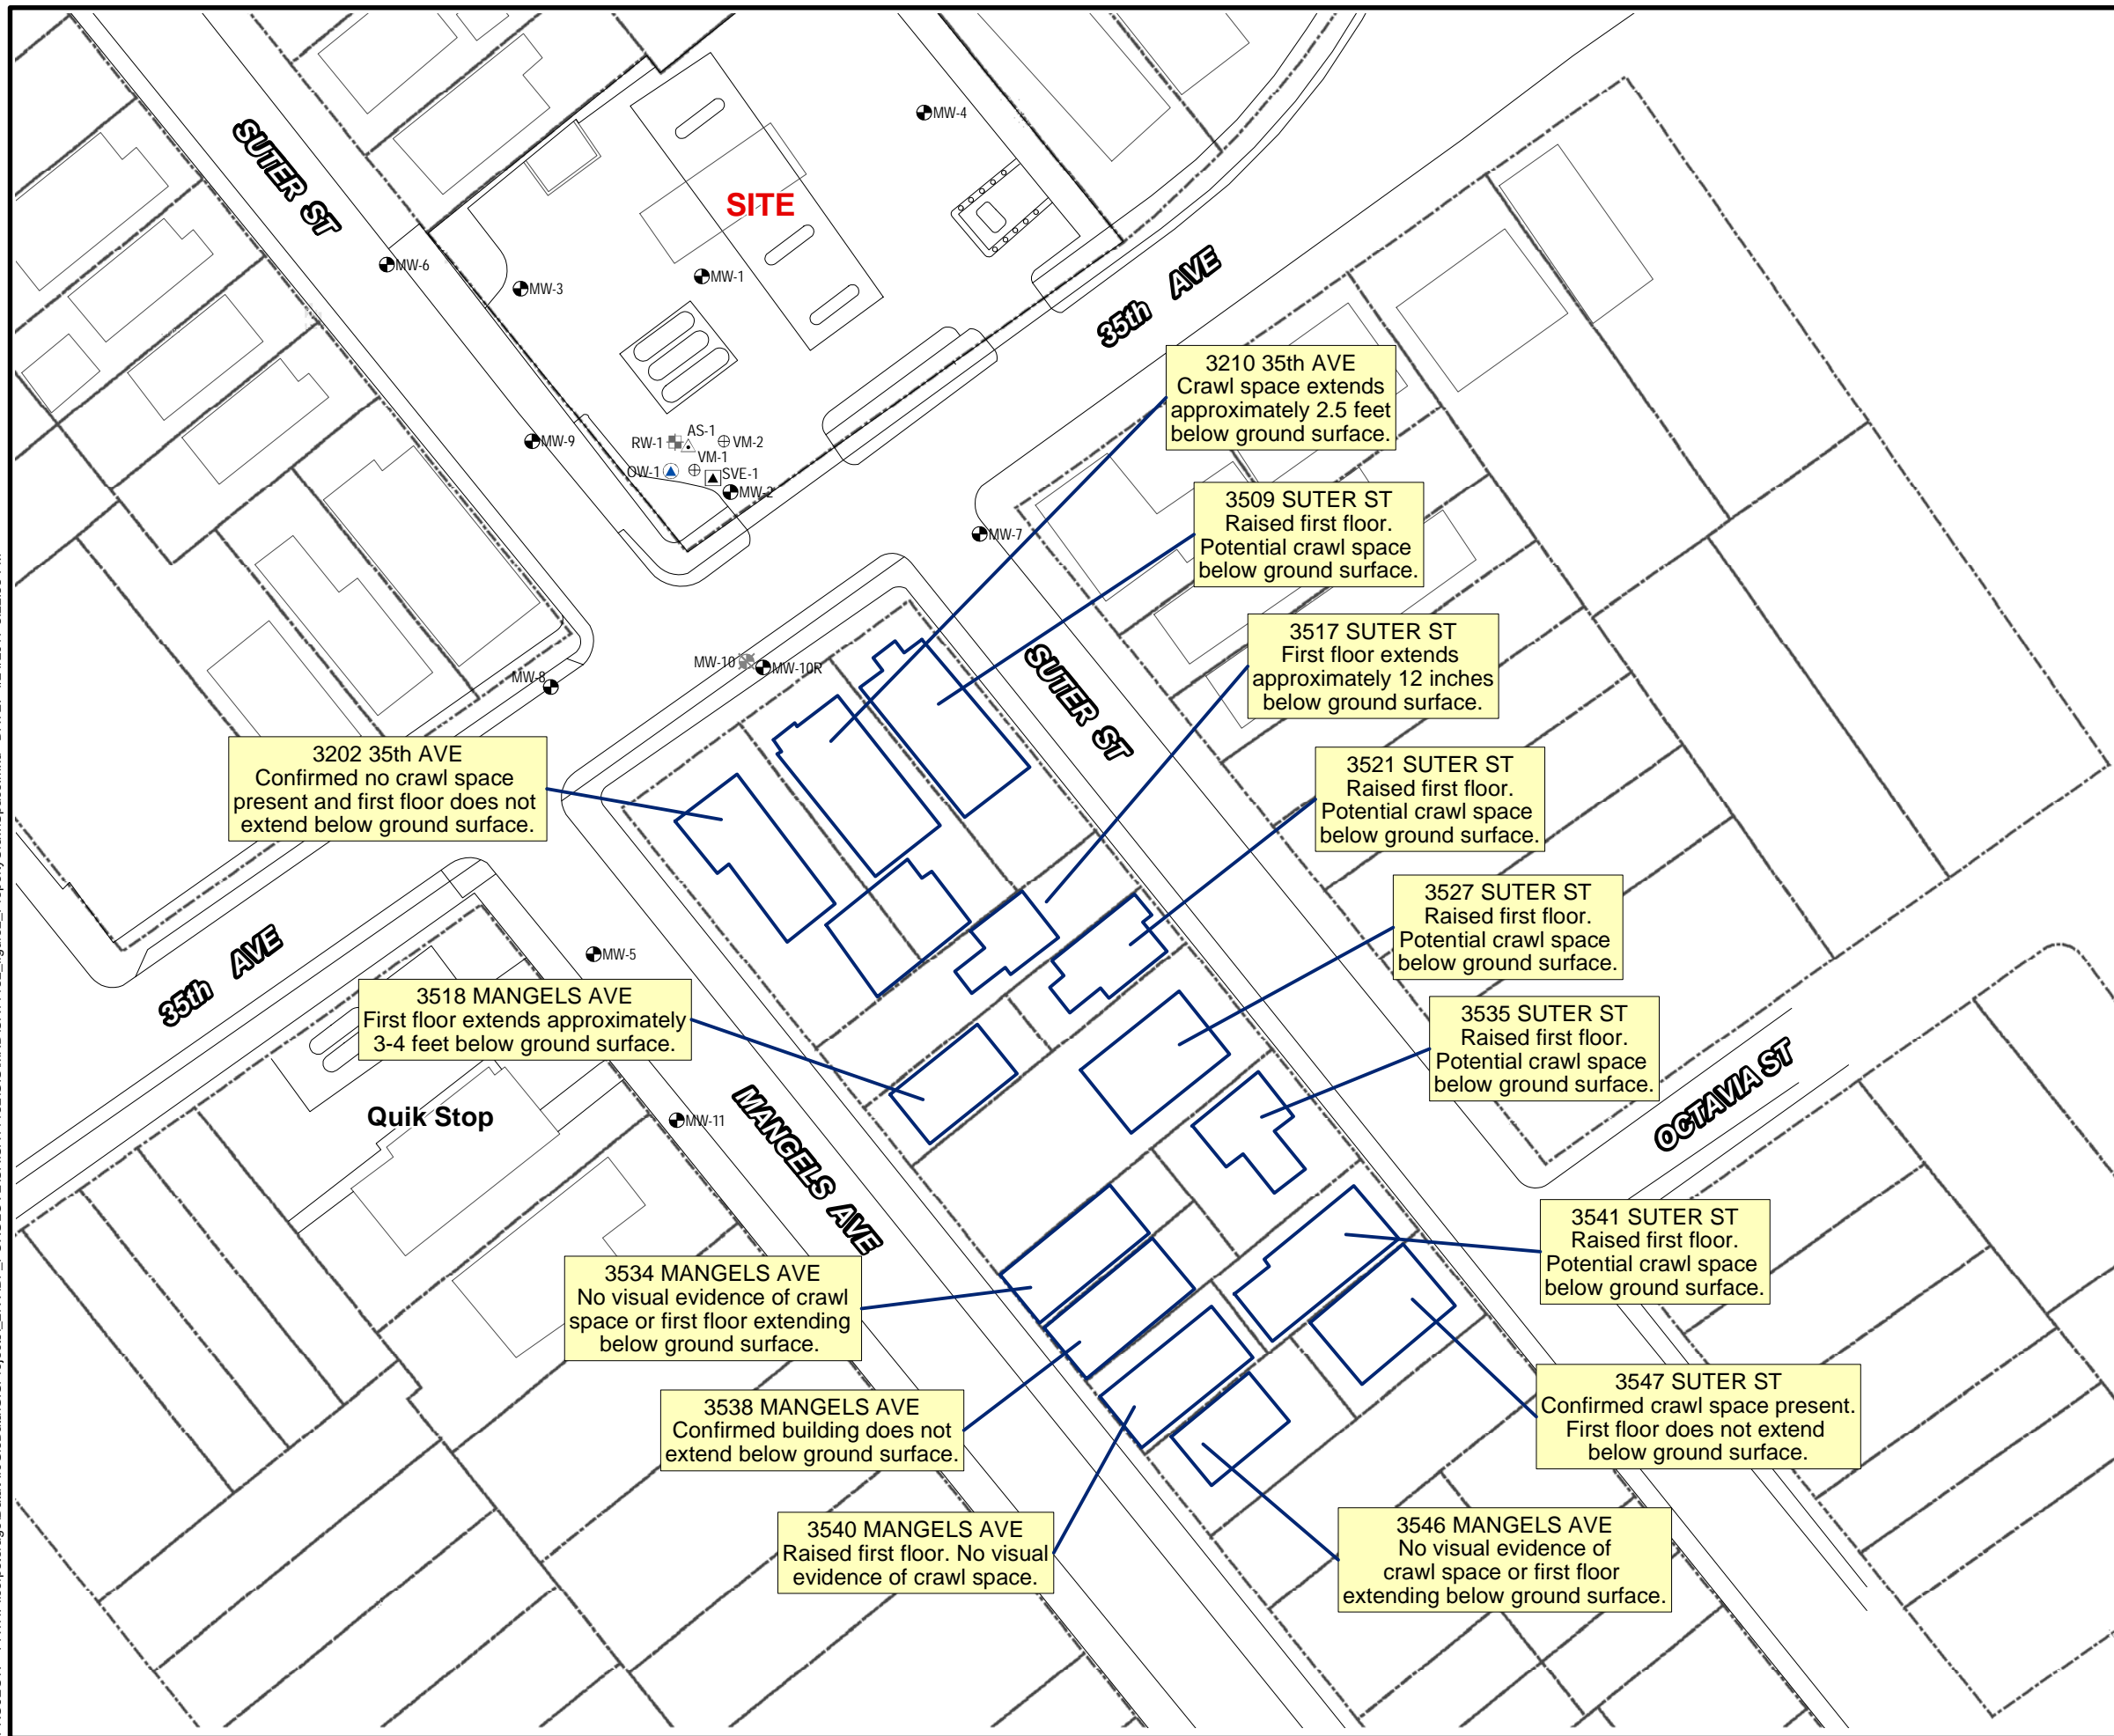 SUTER ST
MW-4
SITE
MW-6
MW-3
MW-1
35th AVE
3210 35th AVE
Crawl space extends
approximately 2.5 feet
below ground surface.
MW-9
RW-1
AS-1
VM-2
VM-1
OW-1
SVE-1
MW-2
3509 SUTER ST
Raised first floor.
Potential crawl space
below ground surface.
MW-7
3517 SUTER ST
First floor extends
approximately 12 inches
below ground surface.
SUTER ST
MW-10
MW-10R
MW-8
3202 35th AVE
Confirmed no crawl space
present and first floor does not
extend below ground surface.
3521 SUTER ST
Raised first floor.
Potential crawl space
below ground surface.
3527 SUTER ST
Raised first floor.
Potential crawl space
below ground surface.
35th AVE
MW-5
3518 MANGELS AVE
First floor extends approximately
3-4 feet below ground surface.
3535 SUTER ST
Raised first floor.
Potential crawl space
below ground surface.
OCTAVIA ST
Quik Stop
MW-11
MANGELS AVE
3541 SUTER ST
Raised first floor.
Potential crawl space
below ground surface.
3534 MANGELS AVE
No visual evidence of crawl
space or first floor extending
below ground surface.
3547 SUTER ST
Confirmed crawl space present.
First floor does not extend
below ground surface.
3538 MANGELS AVE
Confirmed building does not
extend below ground surface.
3540 MANGELS AVE
Raised first floor. No visual
evidence of crawl space.
3546 MANGELS AVE
No visual evidence of
crawl space or first floor
extending below ground surface.